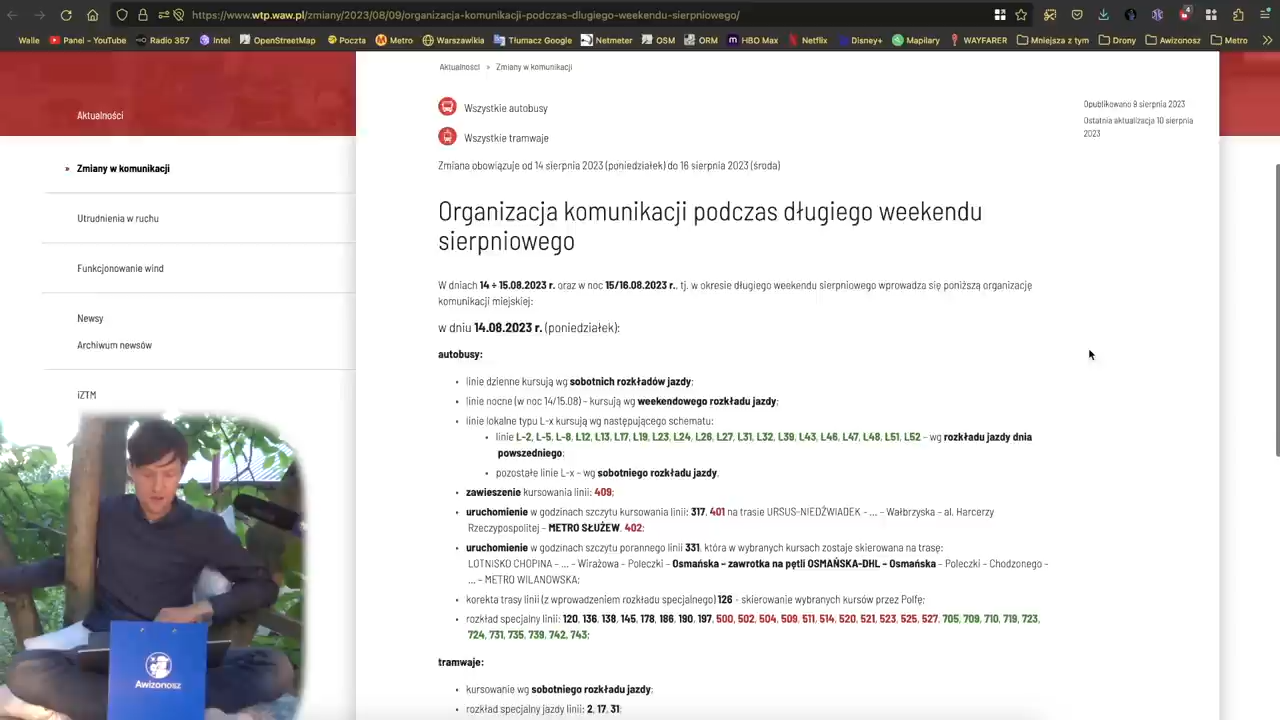 https://www.wtp.waw.pl/zmiany/2023/08/09/organizacja-komunikacji-podczas-dlugiego-weekendu-sierpniowego/
Walle Panel - YouTube Radio 357 Intel OpenStreetMap Poczta Metro Warszawikia Tłumacz Google Netmeter OSM ORM HBO Max Netflix Disney+ Mapilary WAYFARER Drony Awizonosz Metro
Aktualności » Zmiany w komunikacji
Wszystkie autobusy
Wszystkie tramwaje
Opublikowano 9 sierpnia 2023
Ostatnia aktualizacja 10 sierpnia
2023
Aktualności
» Zmiany w komunikacji
Utrudnienia w ruchu
Funkcjonowanie wind
Newsy
Archiwum newsów
iZTM
Zmiana obowiązuje od 14 sierpnia 2023 (poniedziałek) do 16 sierpnia 2023 (środa)
Organizacja komunikacji podczas długiego weekendu
sierpniowego
W dniach 14 ÷ 15.08.2023 r. oraz w noc 15/16.08.2023 r., tj. w okresie długiego weekendu sierpniowego wprowadza się poniższą organizację
komunikacji miejskiej:
w dniu 14.08.2023 r. (poniedziałek):
autobusy:
• linie dzienne kursują wg sobotnich rozkładów jazdy;
• linie nocne (w noc 14/15.08) – kursują wg weekendowego rozkładu jazdy;
• linie lokalne typu L-x kursują wg następującego schematu:
• linie L-2, L-5, L-8, L12, L13, L17, L19, L23, L24, L26, L27, L31, L32, L39, L43, L46, L47, L48, L51, L52 – wg rozkładu jazdy dnia
powszedniego;
• pozostałe linie L-x – wg sobotniego rozkładu jazdy.
• zawieszenie kursowania linii: 409;
• uruchomienie w godzinach szczytu kursowania linii: 317, 401 na trasie URSUS-NIEDŹWIADEK – … – Wałbrzyska – al. Harcerzy
Rzeczypospolitej – METRO SŁUŻEW, 402;
• uruchomienie w godzinach szczytu porannego linii 331, która w wybranych kursach zostaje skierowana na trasę:
LOTNISKO CHOPINA – … – Wirażowa – Poleczki – Osmańska – zawrotka na pętli OSMAŃSKA-DHL – Osmańska – Poleczki – Chodzonego –
… – METRO WILANOWSKA;
• korekta trasy linii (z wprowadzeniem rozkładu specjalnego) 126 - skierowanie wybranych kursów przez Polfę;
• rozkład specjalny linii: 120, 136, 138, 145, 178, 186, 190, 197, 500, 502, 504, 509, 511, 514, 520, 521, 523, 525, 527, 705, 709, 710, 719, 723,
724, 731, 735, 739, 742, 743;
tramwaje:
• kursowanie wg sobotniego rozkładu jazdy;
• rozkład specjalny jazdy linii: 2, 17, 31;
Awizonosz